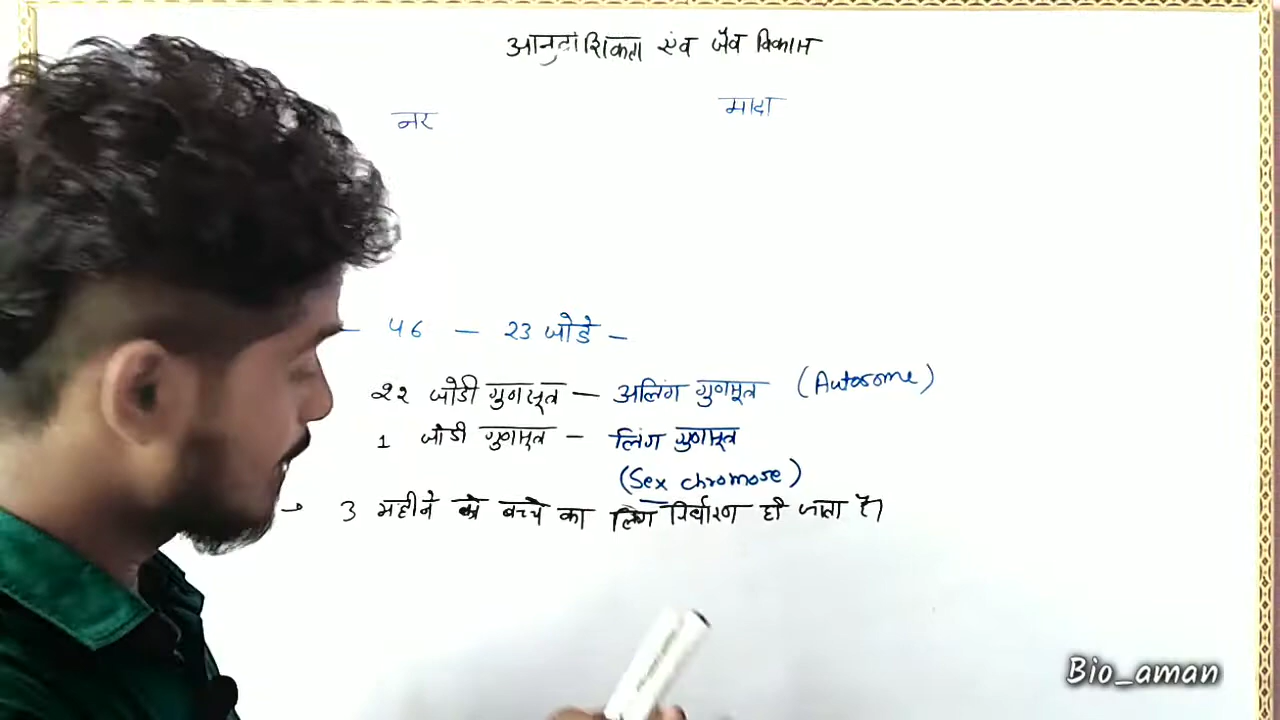 आनुवांशिकता एंव जैव विकास
नर
मादा
— 46 — 23 जोडे —
22 जोडी गुणसूत्र — अलिंग गुणसूत्र (Autosome)
1 जोडी गुणसूत्र — लिंग गुणसूत्र
(Sex chromose)
→ 3 महीने के बच्चे का लिंग निर्धारण हो जाता है।
Bio_aman